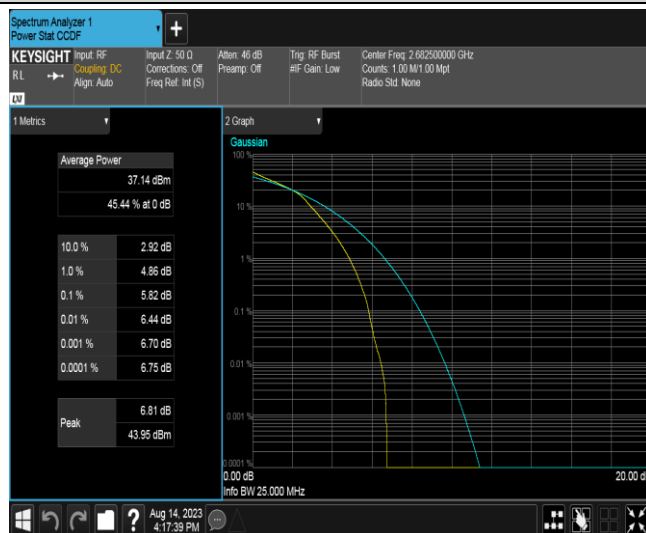 Spectrum Analyzer 1
Power Stat CCDF
+
KEYSIGHT
RL
LXI
Input: RF
Coupling: DC
Align: Auto
Input Z: 50 Ω
Corrections: Off
Freq Ref: Int (S)
Atten: 46 dB
Preamp: Off
Trig: RF Burst
#IF Gain: Low
Center Freq: 2.682500000 GHz
Counts: 1.00 M/1.00 Mpt
Radio Std: None
1 Metrics
Average Power
37.14 dBm
45.44 % at 0 dB
10.0 % 2.92 dB
1.0 % 4.86 dB
0.1 % 5.82 dB
0.01 % 6.44 dB
0.001 % 6.70 dB
0.0001 % 6.75 dB
Peak
6.81 dB
43.95 dBm
2 Graph
Gaussian
100 %
10 %
1 %
0.1 %
0.01 %
0.001 %
0.0001 %
0.00 dB
20.00 d
Info BW 25.000 MHz
?
Aug 14, 2023
4:17:39 PM